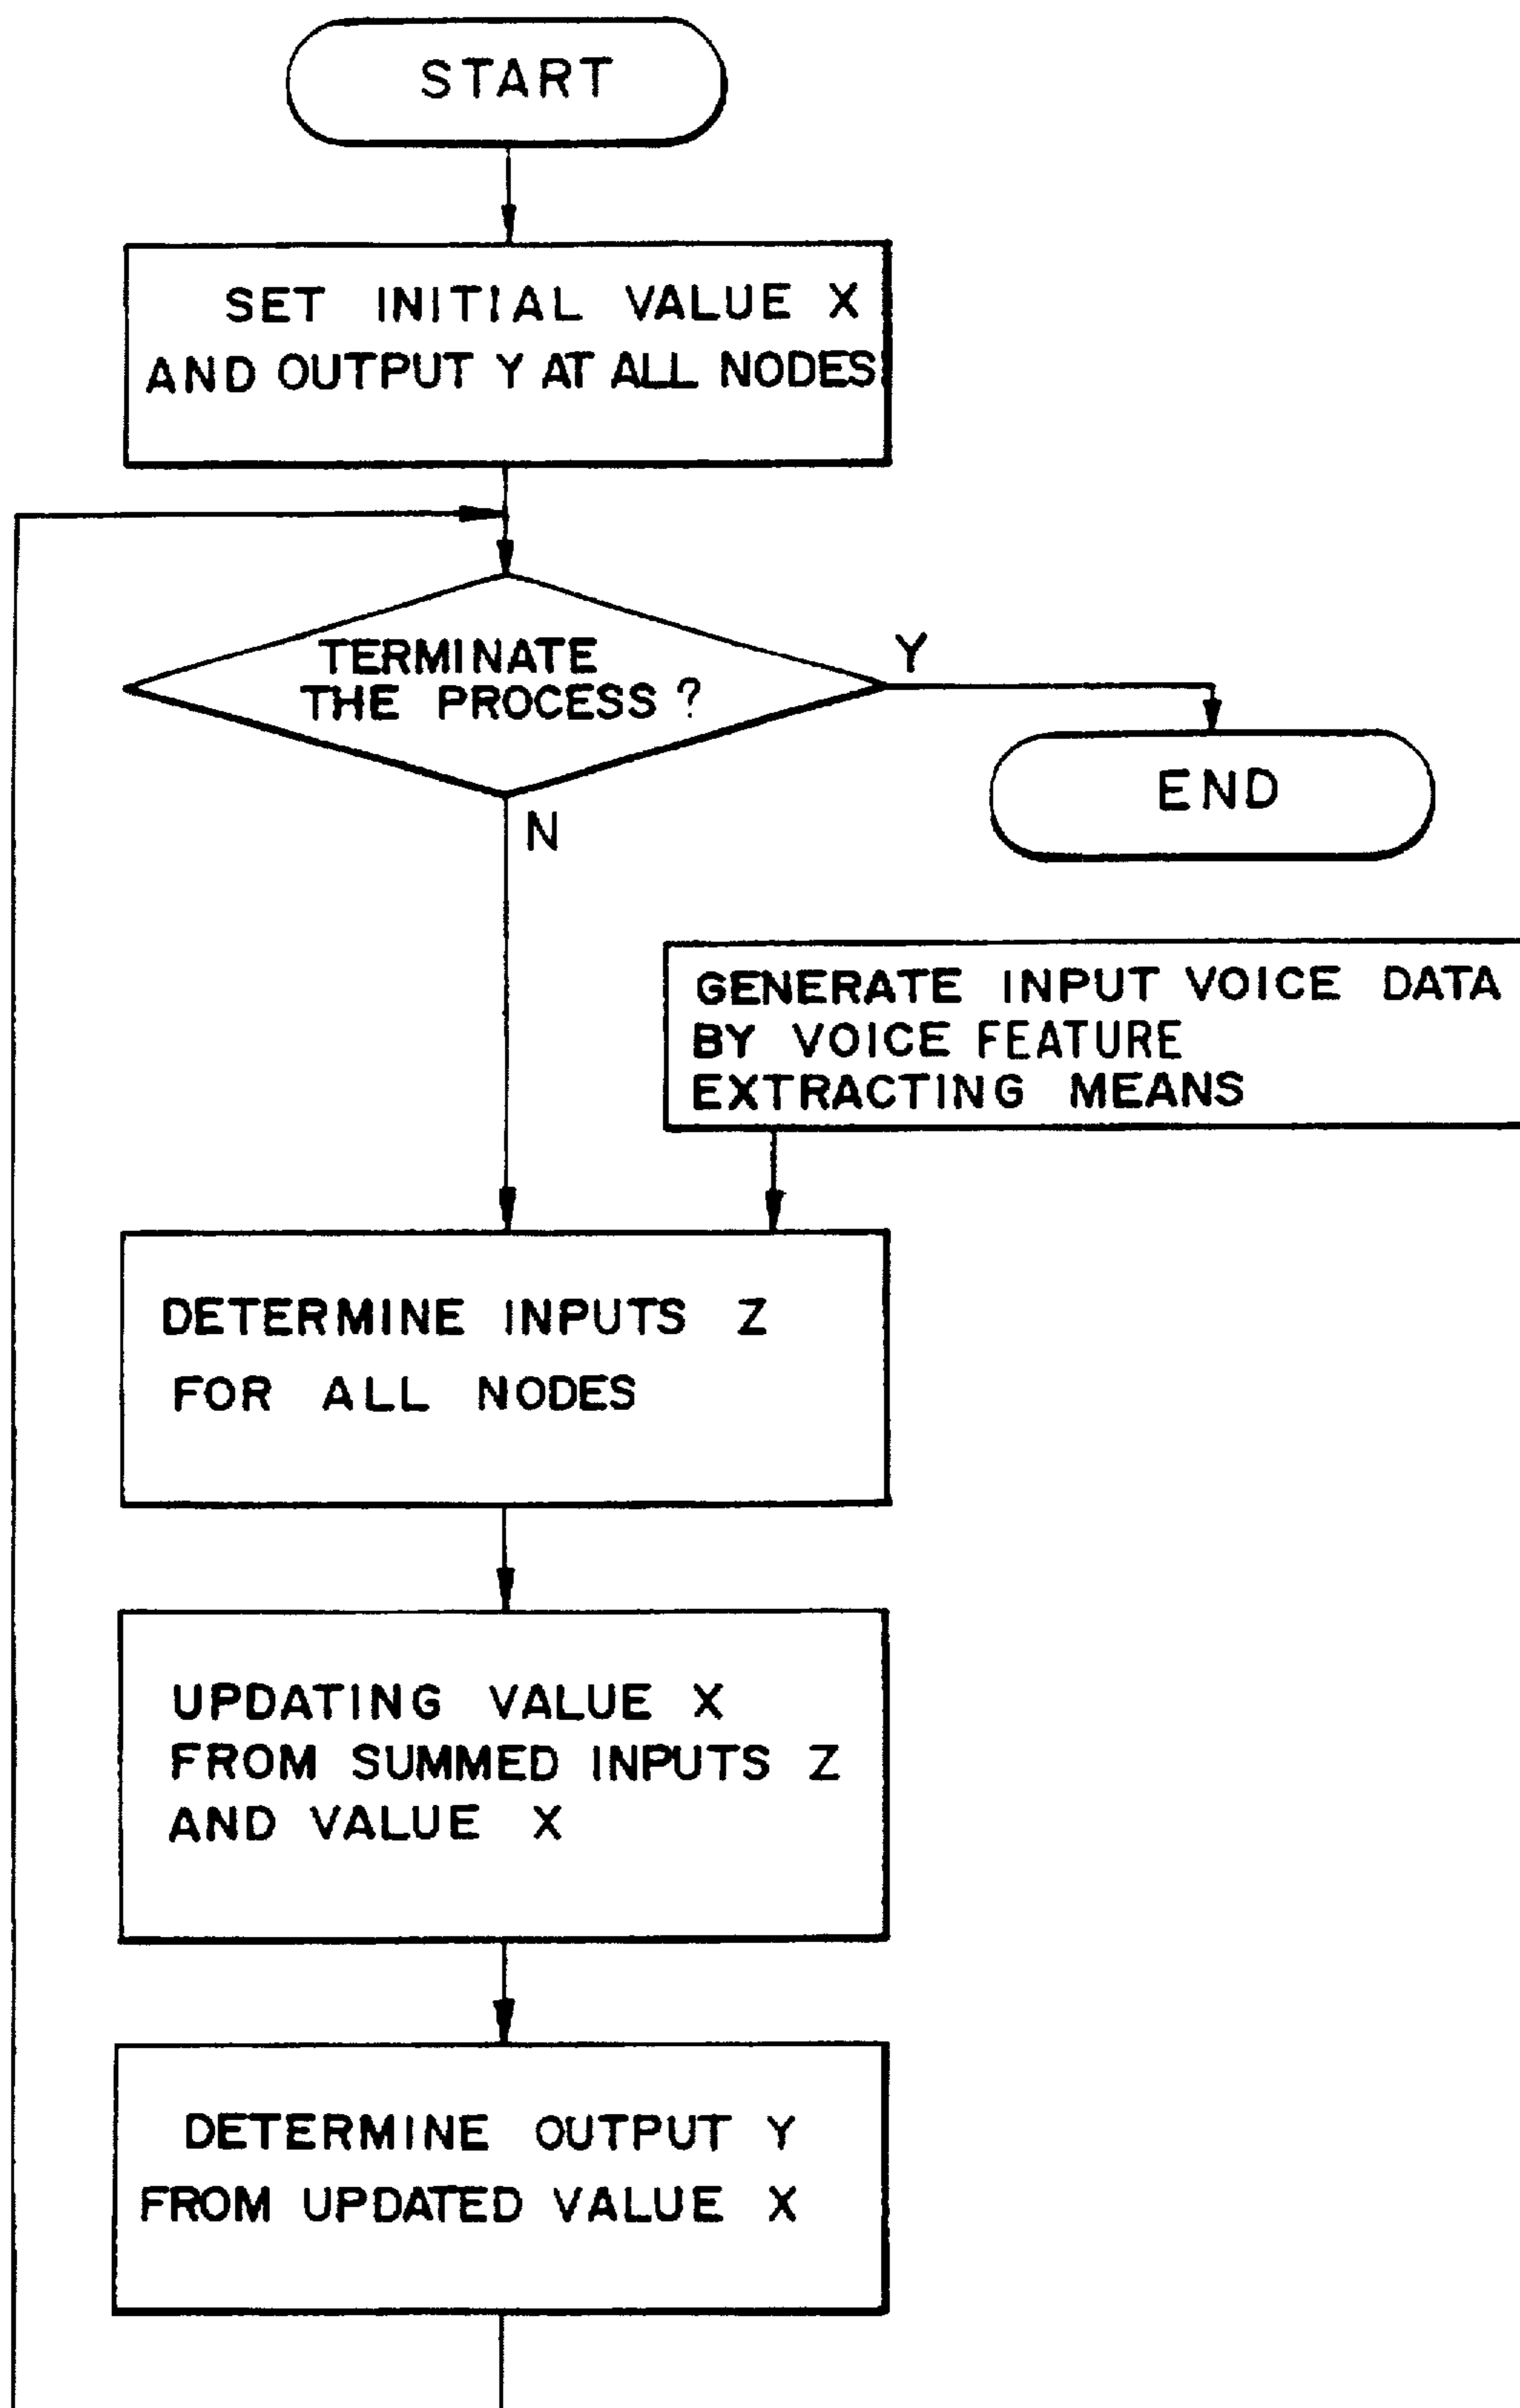 START
SET INITIAL VALUE X
AND OUTPUT Y AT ALL NODES
TERMINATE
THE PROCESS ?
Y
END
N
GENERATE INPUT VOICE DATA
BY VOICE FEATURE
EXTRACTING MEANS
DETERMINE INPUTS Z
FOR ALL NODES
UPDATING VALUE X
FROM SUMMED INPUTS Z
AND VALUE X
DETERMINE OUTPUT Y
FROM UPDATED VALUE X